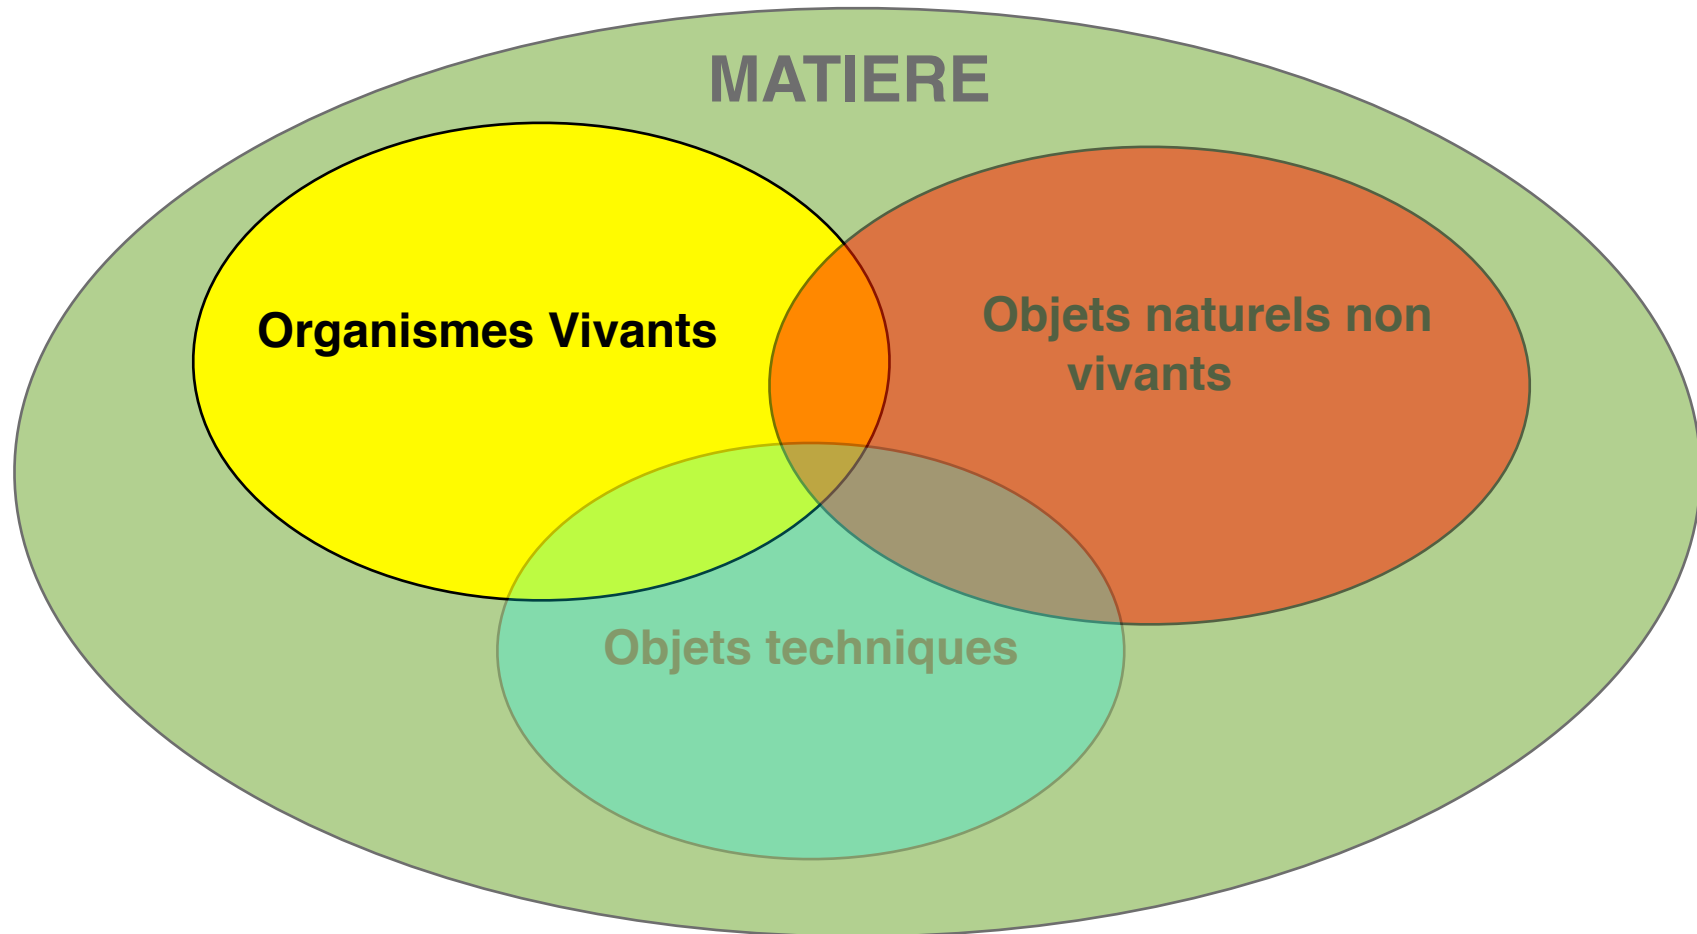 MATIERE
Organismes Vivants
Objets naturels non
vivants
Objets techniques